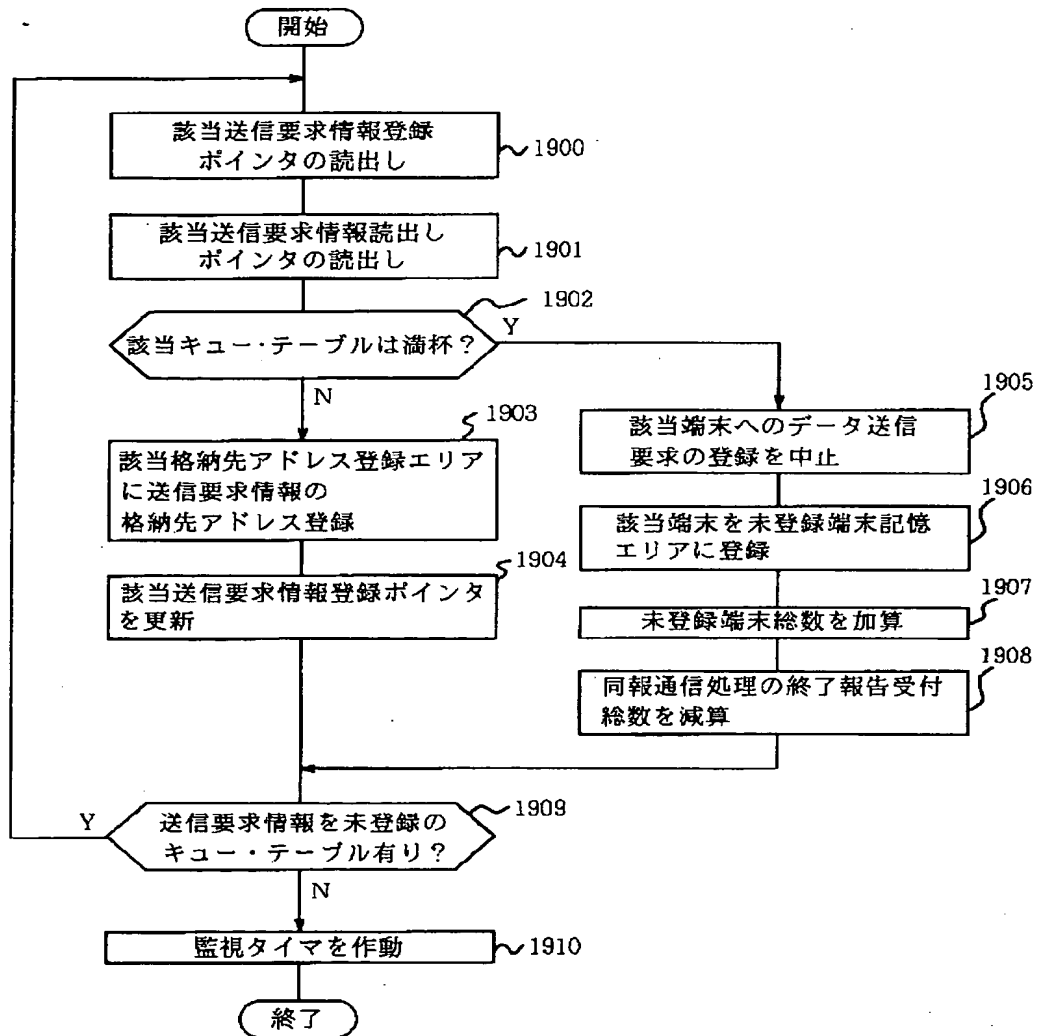 開始
該当送信要求情報登録
ポインタの読出し
1900
該当送信要求情報読出し
ポインタの読出し
1901
1902
該当キュー・テーブルは満杯？
Y
N
1903
該当格納先アドレス登録エリア
に送信要求情報の
格納先アドレス登録
1904
該当送信要求情報登録ポインタ
を更新
1905
該当端末へのデータ送信
要求の登録を中止
1906
該当端末を未登録端末記憶
エリアに登録
1907
未登録端末総数を加算
1908
同報通信処理の終了報告受付
総数を減算
1909
Y
送信要求情報を未登録の
キュー・テーブル有り？
N
監視タイマを作動
1910
終了